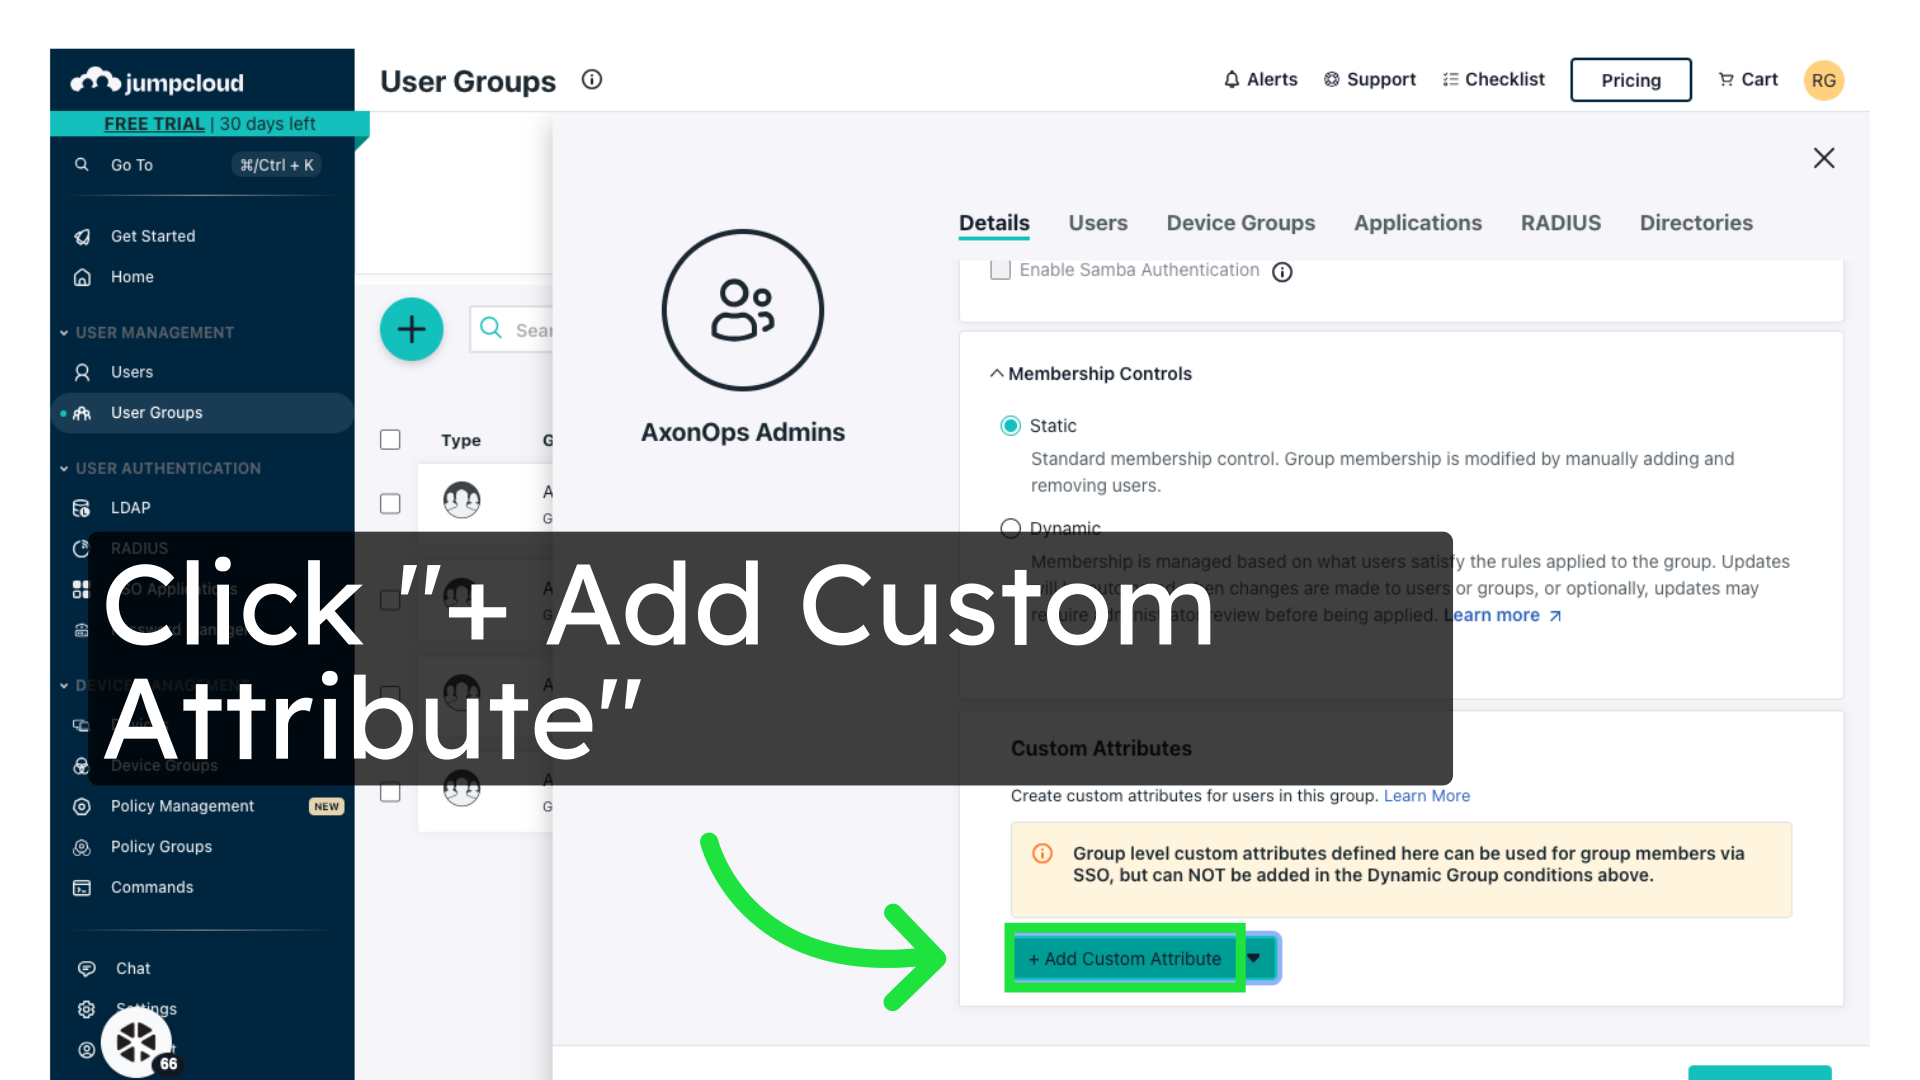 jumpcloud
FREE TRIAL | 30 days left
Go To
⌘/Ctrl + K
Get Started
Home
USER MANAGEMENT
Users
User Groups
USER AUTHENTICATION
LDAP
RADIUS
SSO Applications
DEVICE MANAGEMENT
Device Groups
Policy Management
NEW
Policy Groups
Commands
Chat
Settings
66
User Groups
Alerts
Support
Checklist
Pricing
Cart
RG
Type
AxonOps Admins
Details
Users
Device Groups
Applications
RADIUS
Directories
Enable Samba Authentication
Membership Controls
Static
Standard membership control. Group membership is modified by manually adding and
removing users.
Dynamic
Membership is managed based on what users satisfy the rules applied to the group. Updates
when changes are made to users or groups, or optionally, updates may
review before being applied. Learn more
Click "+ Add Custom
Attribute"
Custom Attributes
Create custom attributes for users in this group. Learn More
Group level custom attributes defined here can be used for group members via
SSO, but can NOT be added in the Dynamic Group conditions above.
+ Add Custom Attribute